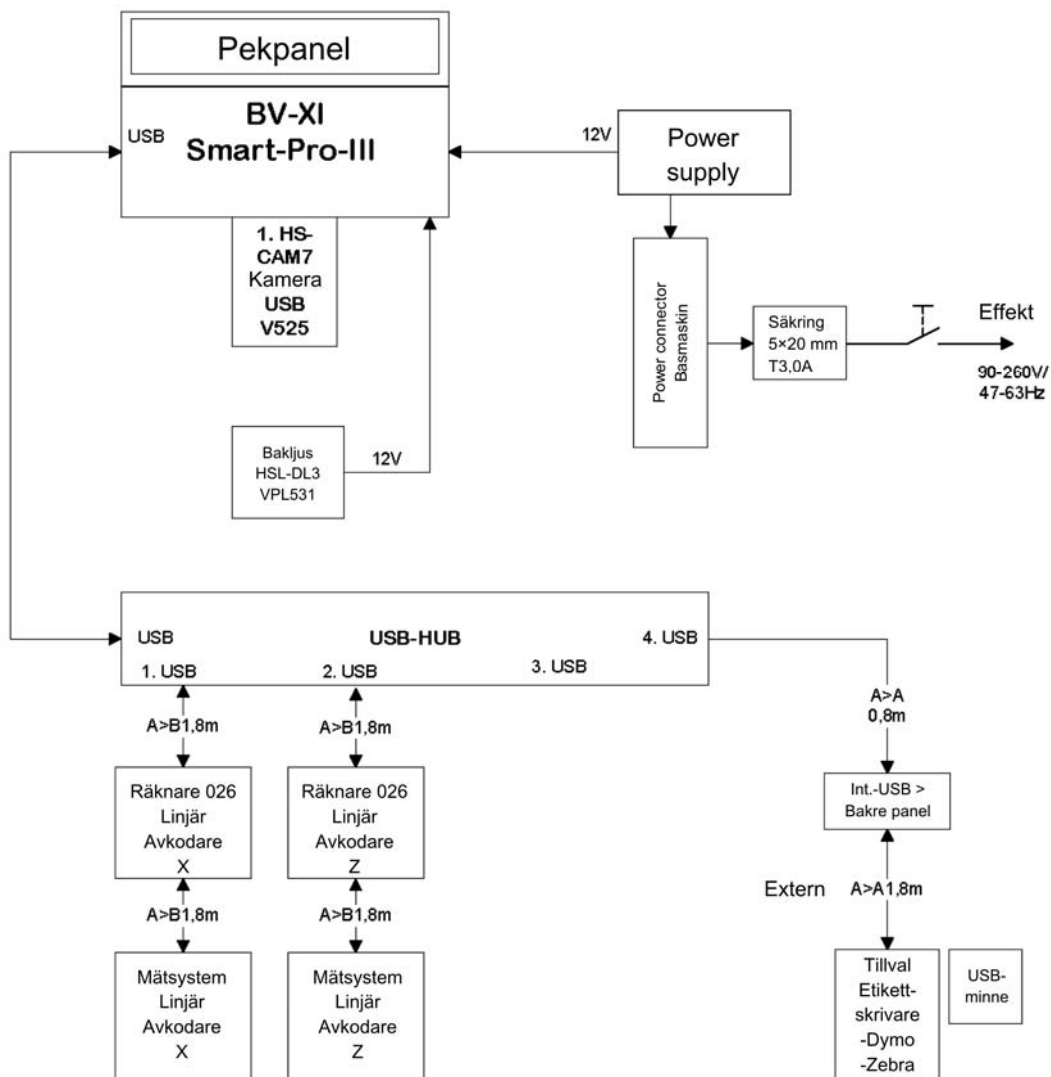 Pekpanel
BV-XI
Smart-Pro-III
USB
12V
Power
supply
1. HS-
CAM7
Kamera
USB
V525
Power connector
Basmaskin
Säkring
5×20 mm
T3,0A
Effekt
90-260V/
47-63Hz
Bakljus
HSL-DL3
VPL531
12V
USB
USB-HUB
4. USB
1. USB
2. USB
3. USB
A>B1,8m
A>B1,8m
A>A
0,8m
Räknare 026
Linjär
Avkodare
X
Räknare 026
Linjär
Avkodare
Z
Int.-USB >
Bakre panel
A>B1,8m
A>B1,8m
Extern
A>A1,8m
Mätsystem
Linjär
Avkodare
X
Mätsystem
Linjär
Avkodare
Z
Tillval
Etikett-
skrivare
-Dymo
-Zebra
USB-
minne